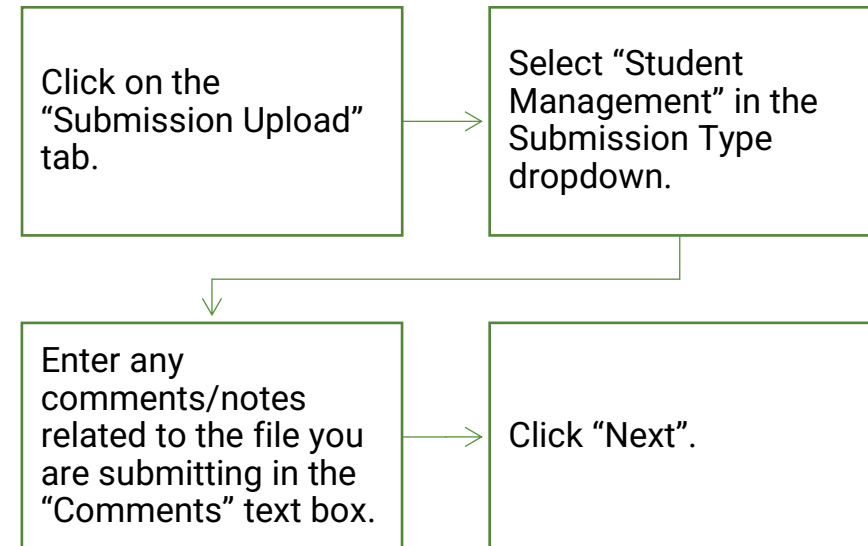 Click on the
“Submission Upload”
tab.
Select “Student
Management” in the
Submission Type
dropdown.
Enter any
comments/notes
related to the file you
are submitting in the
“Comments” text box.
Click “Next”.